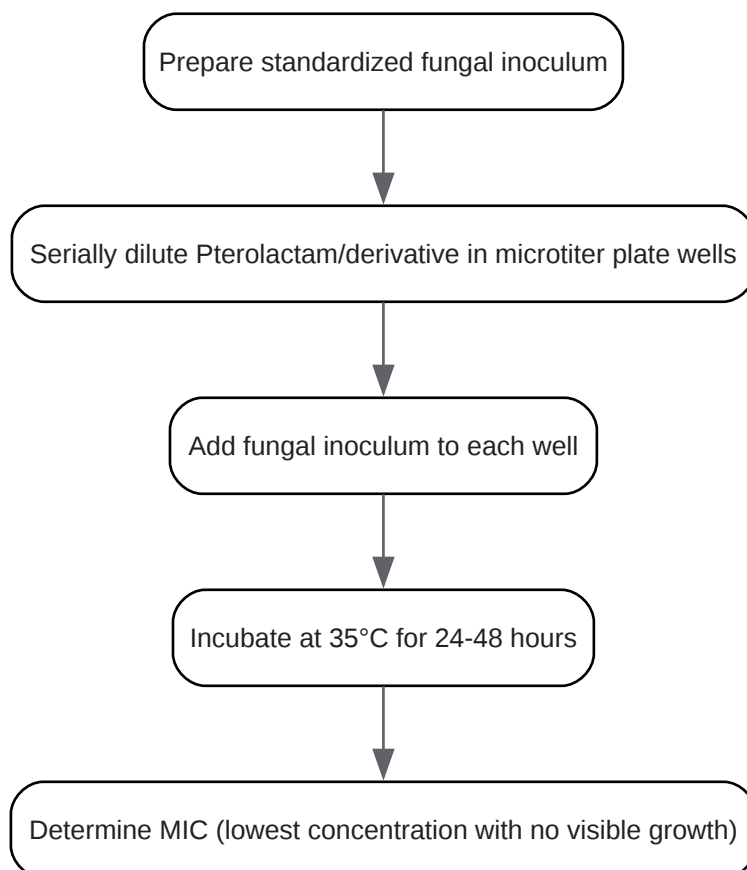 Prepare standardized fungal inoculum
Serially dilute Pterolactam/derivative in microtiter plate wells
Add fungal inoculum to each well
Incubate at 35°C for 24-48 hours
Determine MIC (lowest concentration with no visible growth)